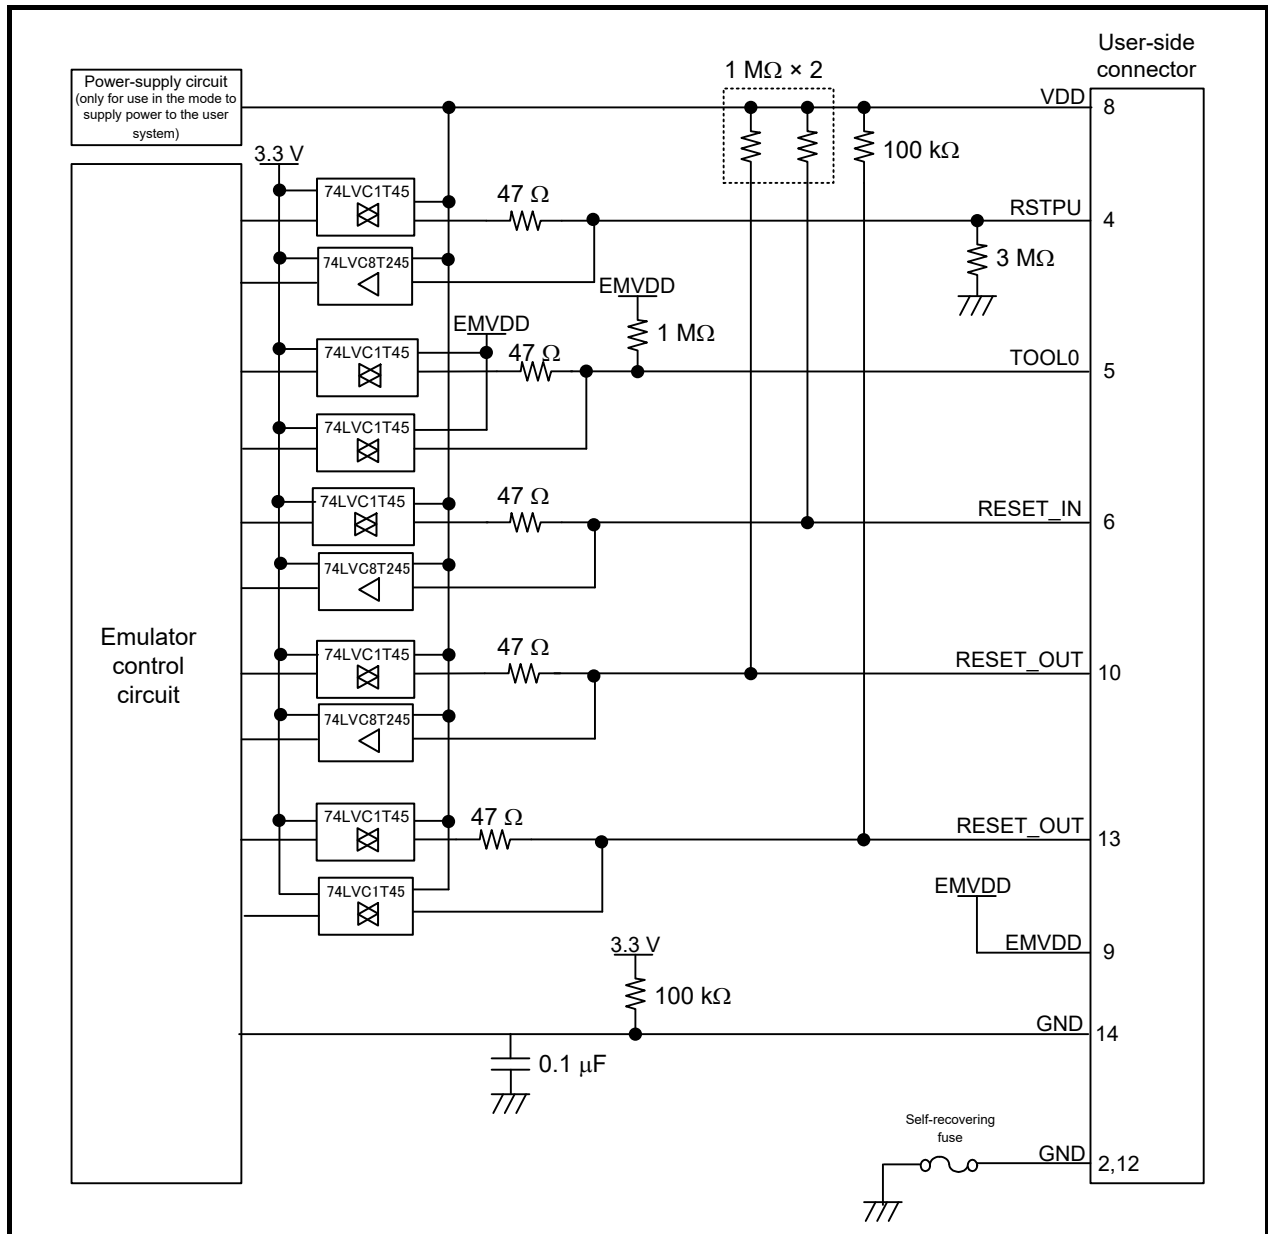 User-side
connector
Power-supply circuit
(only for use in the mode to
supply power to the user
system)
1 MΩ × 2
VDD
8
3.3 V
100 kΩ
74LVC1T45
47 Ω
RSTPU
4
74LVC8T245
3 MΩ
EMVDD
EMVDD
1 MΩ
74LVC1T45
47 Ω
TOOL0
5
74LVC1T45
74LVC1T45
47 Ω
RESET_IN
6
74LVC8T245
Emulator
control
circuit
74LVC1T45
47 Ω
RESET_OUT
10
74LVC8T245
74LVC1T45
47 Ω
RESET_OUT
13
74LVC1T45
EMVDD
3.3 V
EMVDD
9
100 kΩ
GND
14
0.1 μF
Self-recovering
fuse
GND
2,12